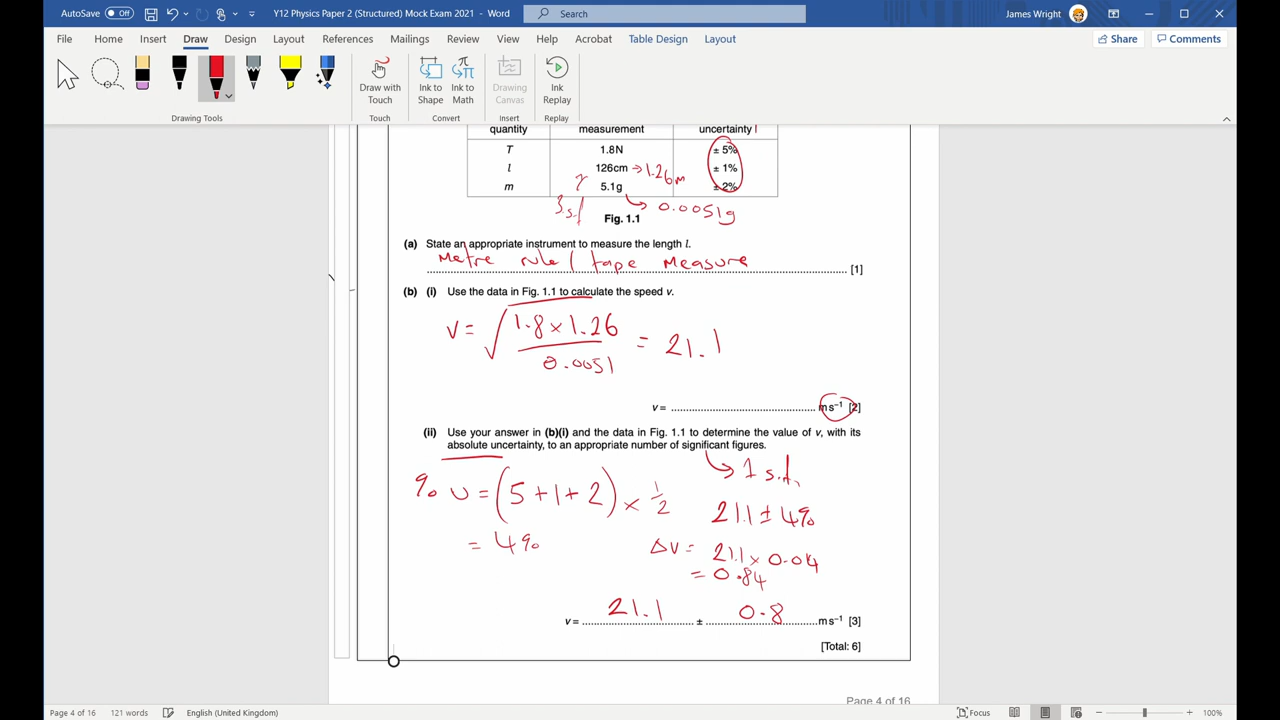 AutoSave Off Y12 Physics Paper 2 (Structured) Mock Exam 2021 - Word Search James Wright
File Home Insert Draw Design Layout References Mailings Review View Help Acrobat Table Design Layout Share Comments
Draw with Touch
Ink to Shape
Ink to Math
Drawing Canvas
Ink Replay
Drawing Tools Touch Convert Insert Replay
quantity measurement uncertainty
T 1.8N ± 5%
l 126cm → 1.26m ± 1%
m 5.1g ± 2%
3 s.f → 0.0051g
Fig. 1.1
(a) State an appropriate instrument to measure the length l.
Metre rule / tape measure [1]
(b) (i) Use the data in Fig. 1.1 to calculate the speed v.
v = √ 1.8 × 1.26 / 0.0051 = 21.1
v = ms⁻¹ [2]
(ii) Use your answer in (b)(i) and the data in Fig. 1.1 to determine the value of v, with its
absolute uncertainty, to an appropriate number of significant figures.
→ 1 s.f.
% U = (5+1+2) × 1/2
21.1 ± 4%
= 4%
Δv = 21.1 × 0.04
= 0.84
v = 21.1 ± 0.8 ms⁻¹ [3]
[Total: 6]
Page 4 of 16
Page 4 of 16 121 words English (United Kingdom) Focus 100%